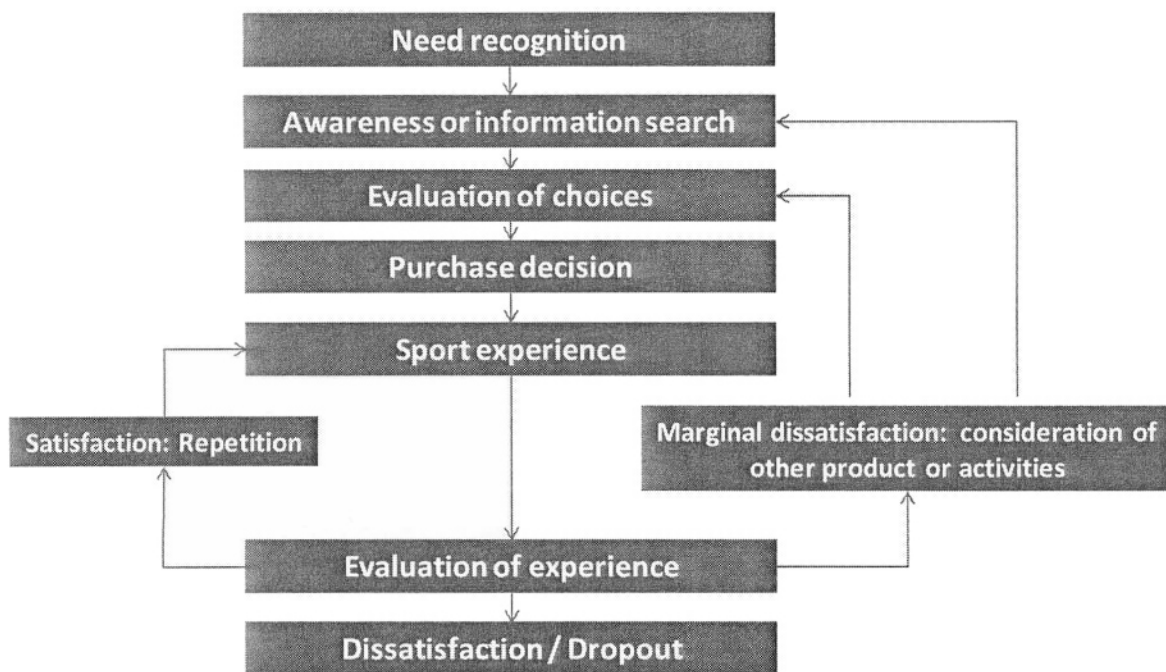 Need recognition
Awareness or information search
Evaluation of choices
Purchase decision
Sport experience
Satisfaction: Repetition
Marginal dissatisfaction: consideration of
other product or activities
Evaluation of experience
Dissatisfaction / Dropout